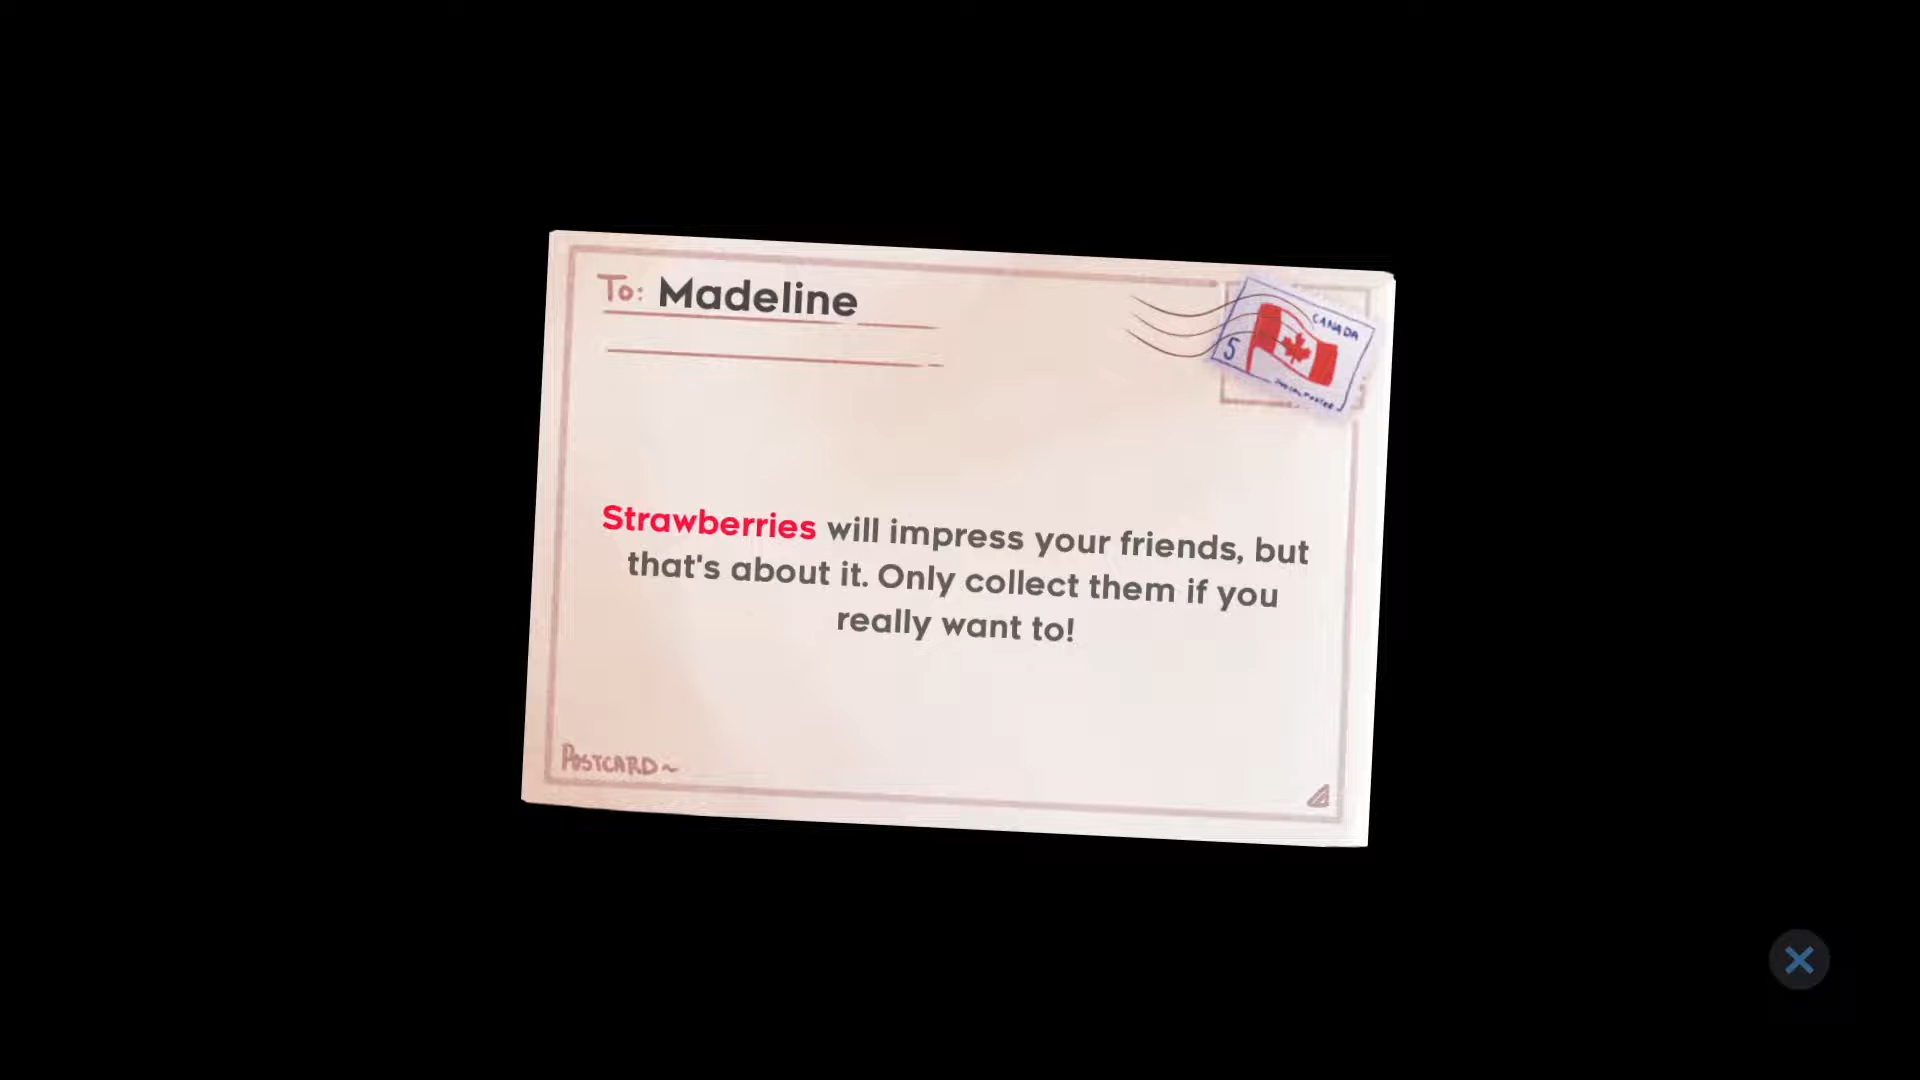 To: Madeline
CANADA
5
Strawberries will impress your friends, but
that's about it. Only collect them if you
really want to!
POSTCARD~